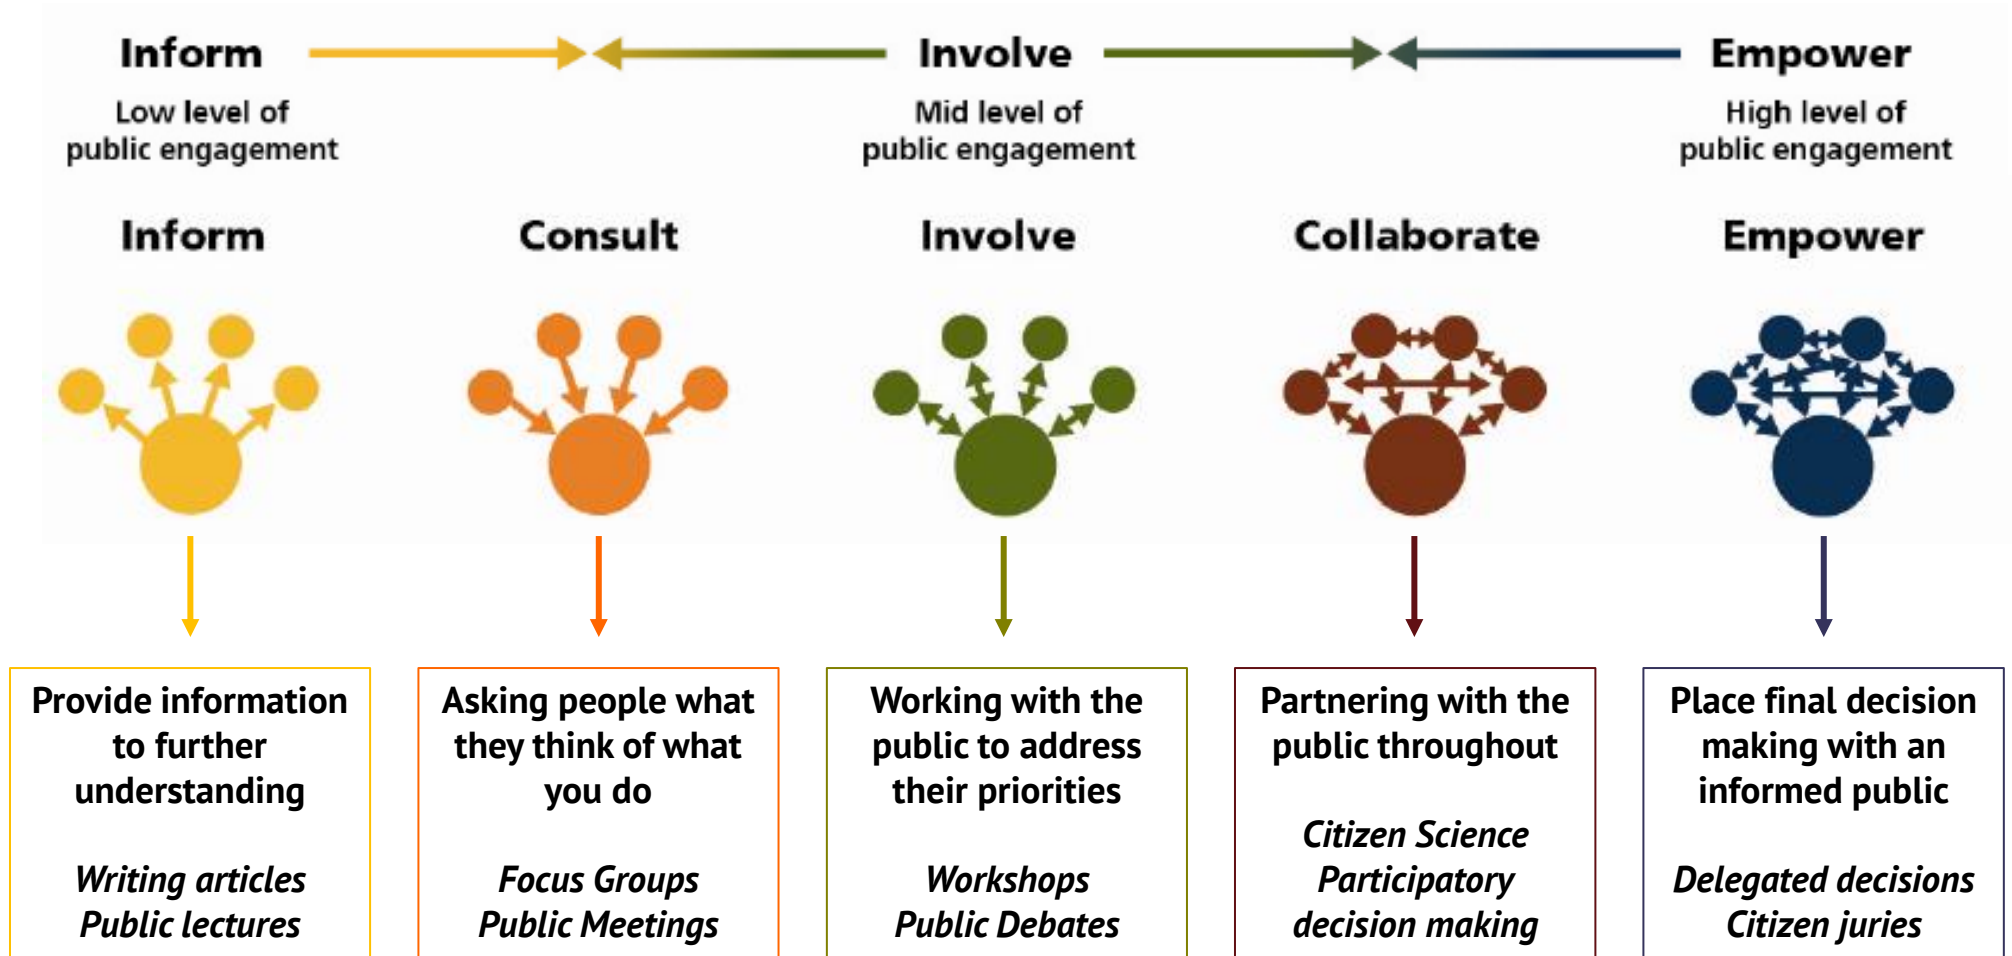 Inform
Involve
Empower
Low level of
public engagement
Mid level of
public engagement
High level of
public engagement
Inform
Consult
Involve
Collaborate
Empower
Provide information
to further
understanding
Writing articles
Public lectures
Asking people what
they think of what
you do
Focus Groups
Public Meetings
Working with the
public to address
their priorities
Workshops
Public Debates
Partnering with the
public throughout
Citizen Science
Participatory
decision making
Place final decision
making with an
informed public
Delegated decisions
Citizen juries